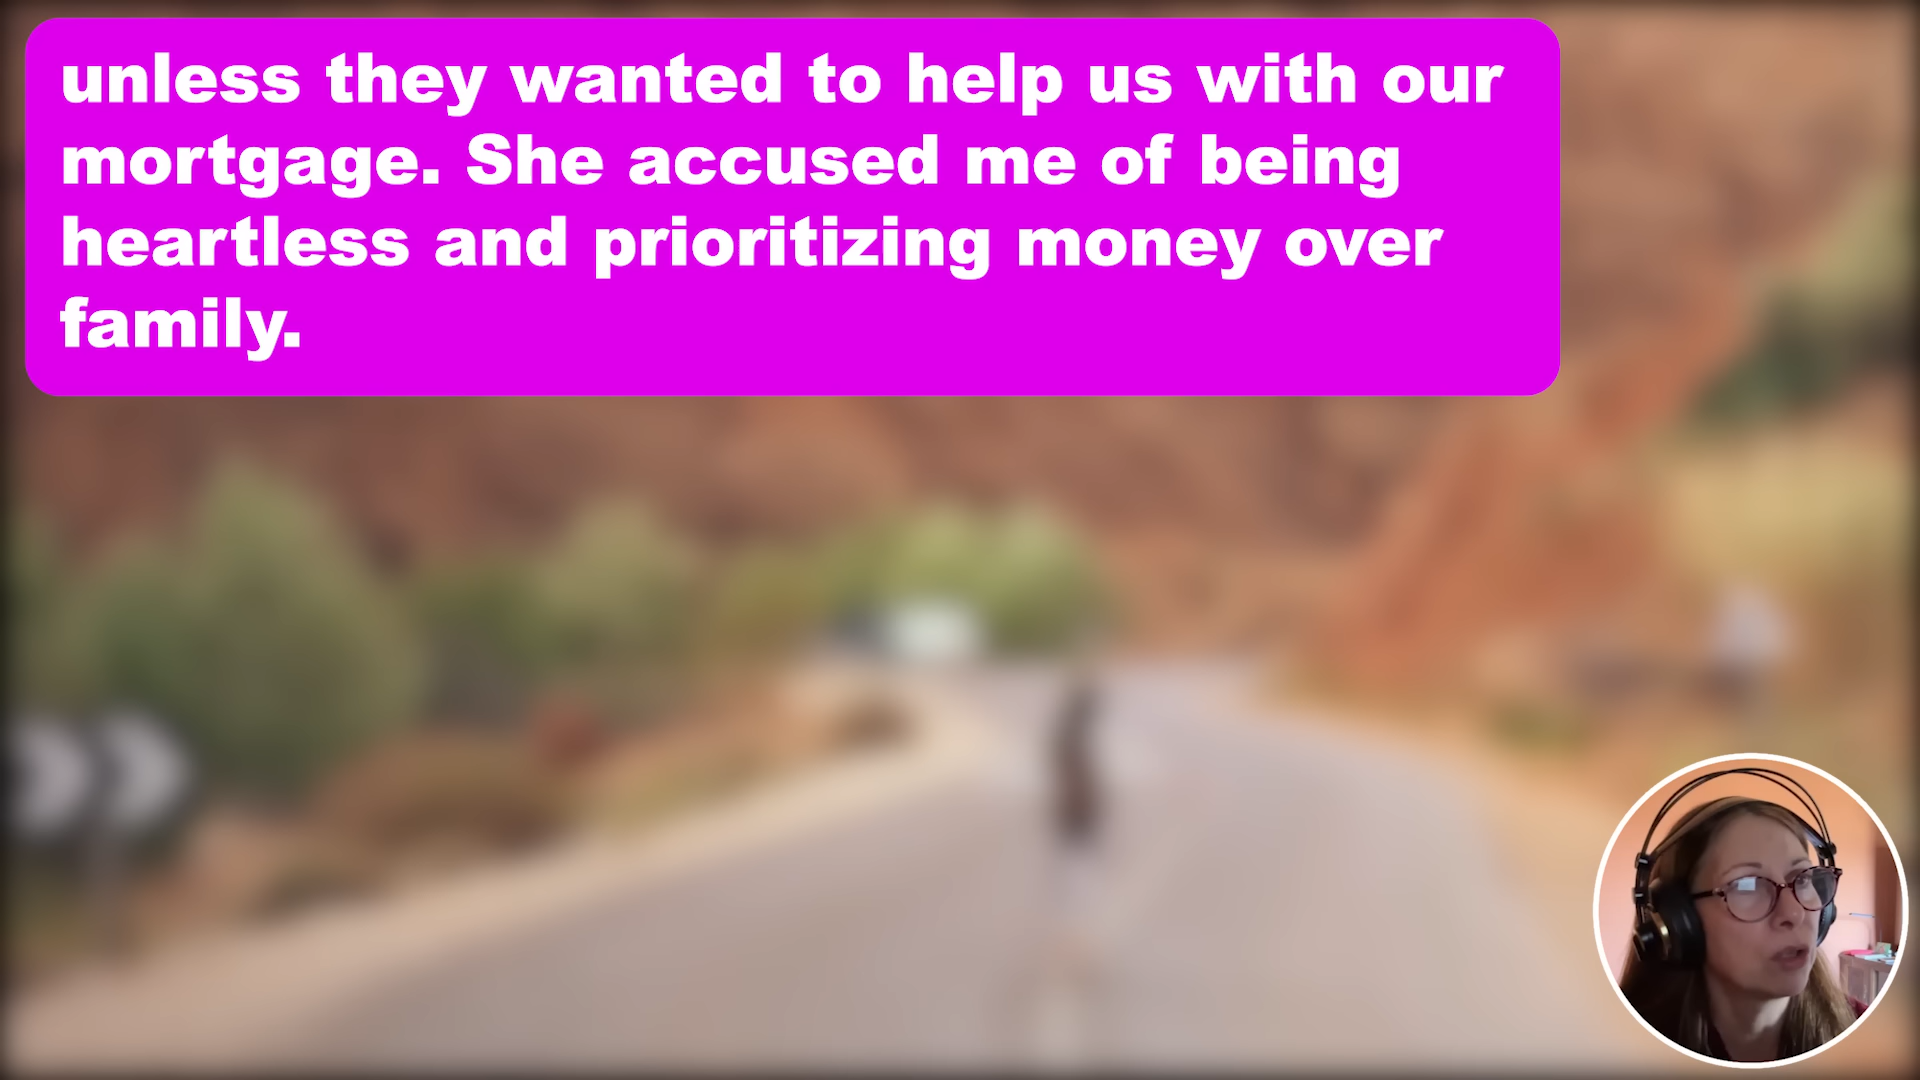 unless they wanted to help us with our
mortgage. She accused me of being
heartless and prioritizing money over
family.